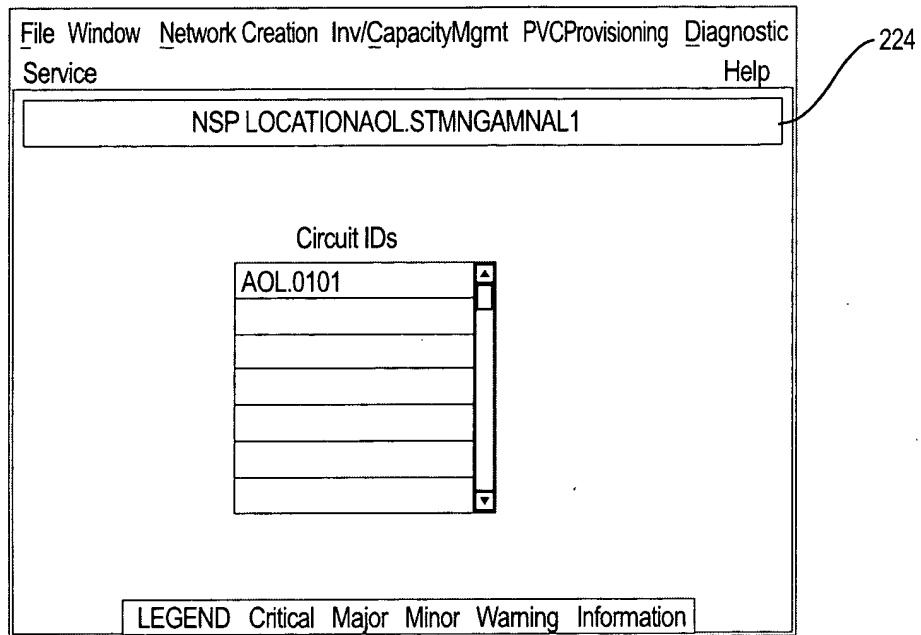 File Window Network Creation Inv/CapacityMgmt PVCProvisioning Diagnostic
Service Help
224
NSP LOCATIONAOL.STMNGAMNAL1
Circuit IDs
AOL.0101
LEGEND Critical Major Minor Warning Information